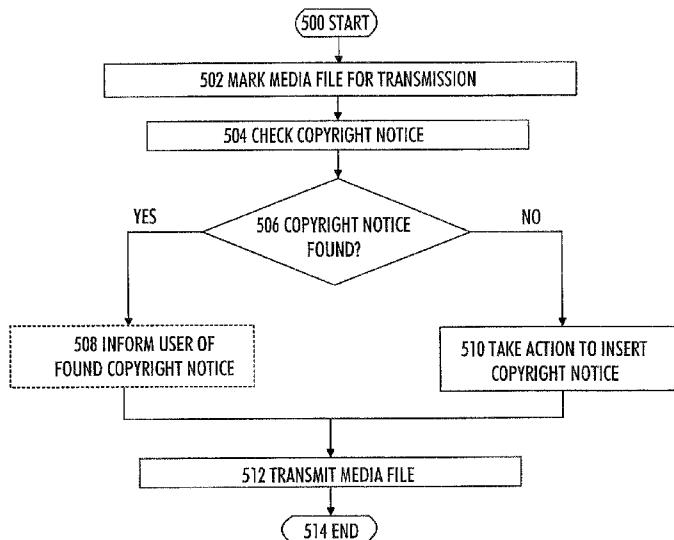 500 START
502 MARK MEDIA FILE FOR TRANSMISSION
504 CHECK COPYRIGHT NOTICE
506 COPYRIGHT NOTICE
FOUND?
YES
NO
508 INFORM USER OF
FOUND COPYRIGHT NOTICE
510 TAKE ACTION TO INSERT
COPYRIGHT NOTICE
512 TRANSMIT MEDIA FILE
514 END